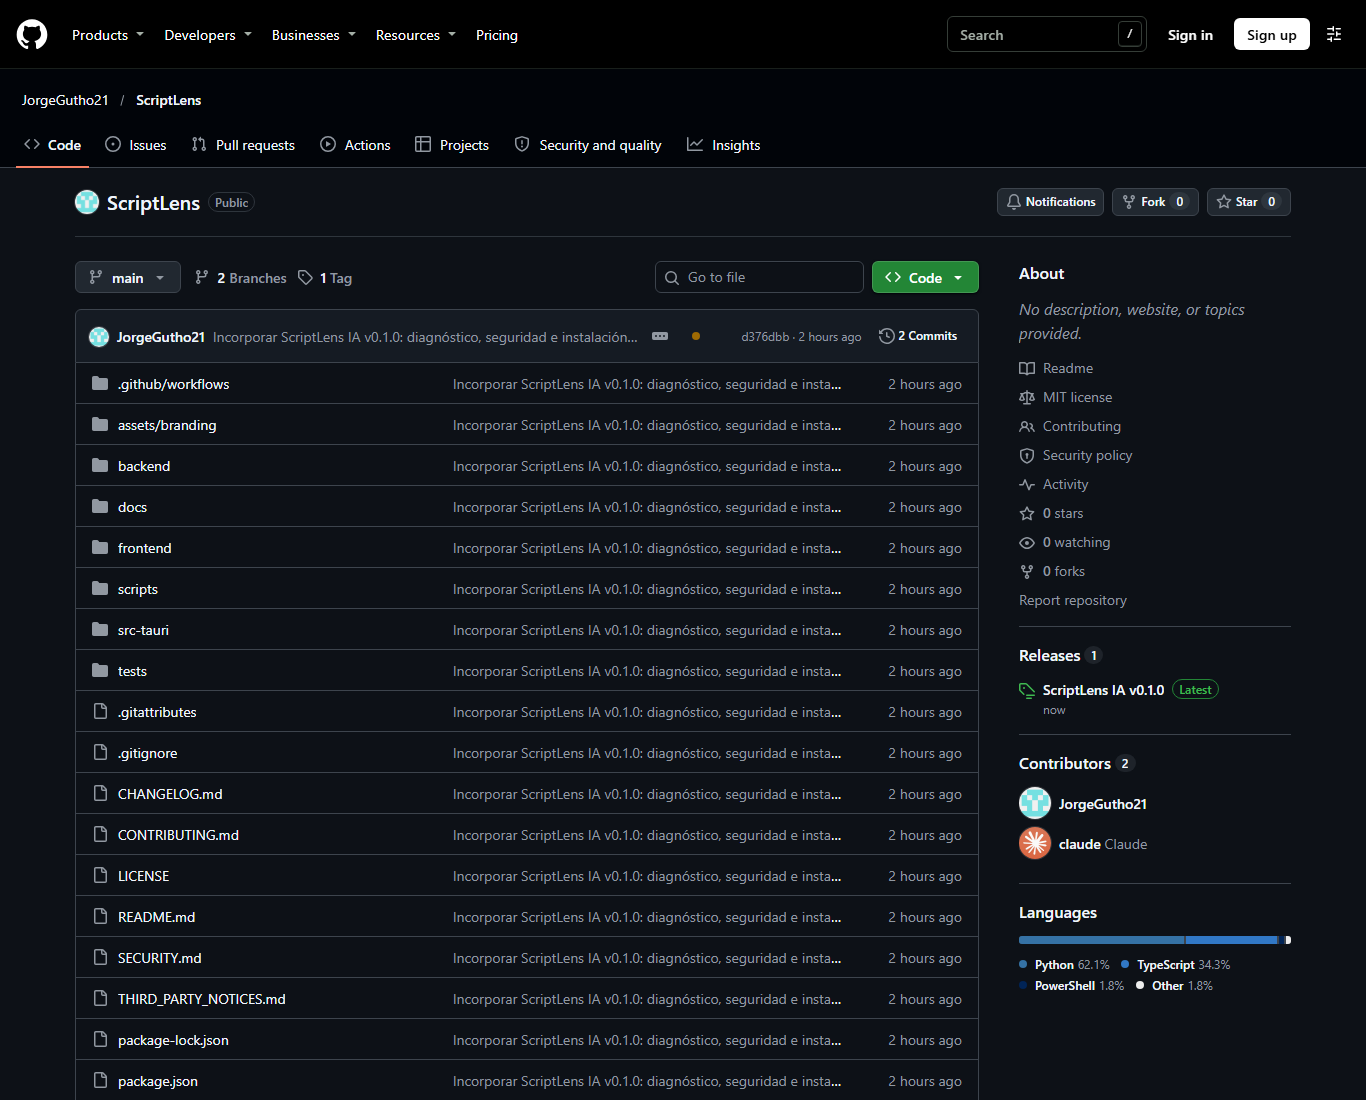 Products Developers Businesses Resources Pricing Search / Sign in Sign up
JorgeGutho21 / ScriptLens
Code Issues Pull requests Actions Projects Security and quality Insights
ScriptLens Public Notifications Fork 0 Star 0
main 2 Branches 1 Tag Go to file Code
JorgeGutho21 Incorporar ScriptLens IA v0.1.0: diagnóstico, seguridad e instalación... d376dbb · 2 hours ago 2 Commits
.github/workflows Incorporar ScriptLens IA v0.1.0: diagnóstico, seguridad e insta... 2 hours ago
assets/branding Incorporar ScriptLens IA v0.1.0: diagnóstico, seguridad e insta... 2 hours ago
backend Incorporar ScriptLens IA v0.1.0: diagnóstico, seguridad e insta... 2 hours ago
docs Incorporar ScriptLens IA v0.1.0: diagnóstico, seguridad e insta... 2 hours ago
frontend Incorporar ScriptLens IA v0.1.0: diagnóstico, seguridad e insta... 2 hours ago
scripts Incorporar ScriptLens IA v0.1.0: diagnóstico, seguridad e insta... 2 hours ago
src-tauri Incorporar ScriptLens IA v0.1.0: diagnóstico, seguridad e insta... 2 hours ago
tests Incorporar ScriptLens IA v0.1.0: diagnóstico, seguridad e insta... 2 hours ago
.gitattributes Incorporar ScriptLens IA v0.1.0: diagnóstico, seguridad e insta... 2 hours ago
.gitignore Incorporar ScriptLens IA v0.1.0: diagnóstico, seguridad e insta... 2 hours ago
CHANGELOG.md Incorporar ScriptLens IA v0.1.0: diagnóstico, seguridad e insta... 2 hours ago
CONTRIBUTING.md Incorporar ScriptLens IA v0.1.0: diagnóstico, seguridad e insta... 2 hours ago
LICENSE Incorporar ScriptLens IA v0.1.0: diagnóstico, seguridad e insta... 2 hours ago
README.md Incorporar ScriptLens IA v0.1.0: diagnóstico, seguridad e insta... 2 hours ago
SECURITY.md Incorporar ScriptLens IA v0.1.0: diagnóstico, seguridad e insta... 2 hours ago
THIRD_PARTY_NOTICES.md Incorporar ScriptLens IA v0.1.0: diagnóstico, seguridad e insta... 2 hours ago
package-lock.json Incorporar ScriptLens IA v0.1.0: diagnóstico, seguridad e insta... 2 hours ago
package.json Incorporar ScriptLens IA v0.1.0: diagnóstico, seguridad e insta... 2 hours ago
About
No description, website, or topics
provided.
Readme
MIT license
Contributing
Security policy
Activity
0 stars
0 watching
0 forks
Report repository
Releases 1
ScriptLens IA v0.1.0 Latest
now
Contributors 2
JorgeGutho21
claude Claude
Languages
Python 62.1% TypeScript 34.3%
PowerShell 1.8% Other 1.8%